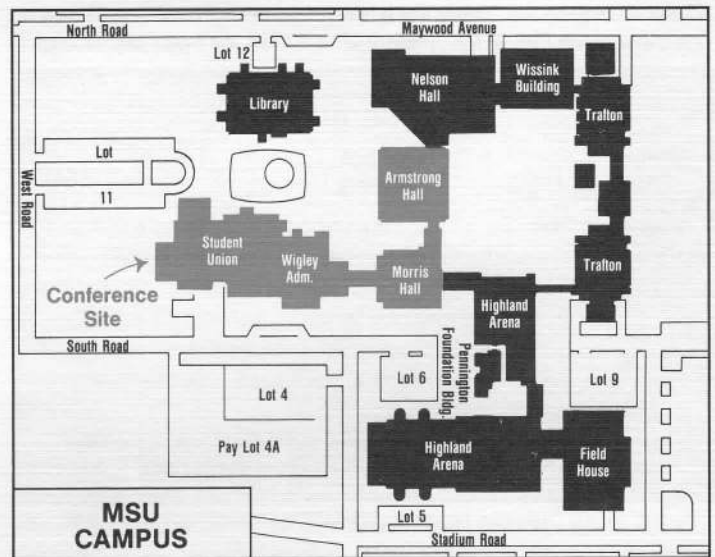 North Road
Maywood Avenue
Lot 12
Library
Nelson
Hall
Wissink
Building
Trafton
Lot
11
West Road
Armstrong
Hall
Student
Union
Wigley
Adm.
Morris
Hall
Trafton
Conference
Site
Highland
Arena
South Road
Pennington
Foundation Bldg.
Lot 4
Lot 6
Lot 9
Pay Lot 4A
Highland
Arena
Field
House
MSU
CAMPUS
Lot 5
Stadium Road